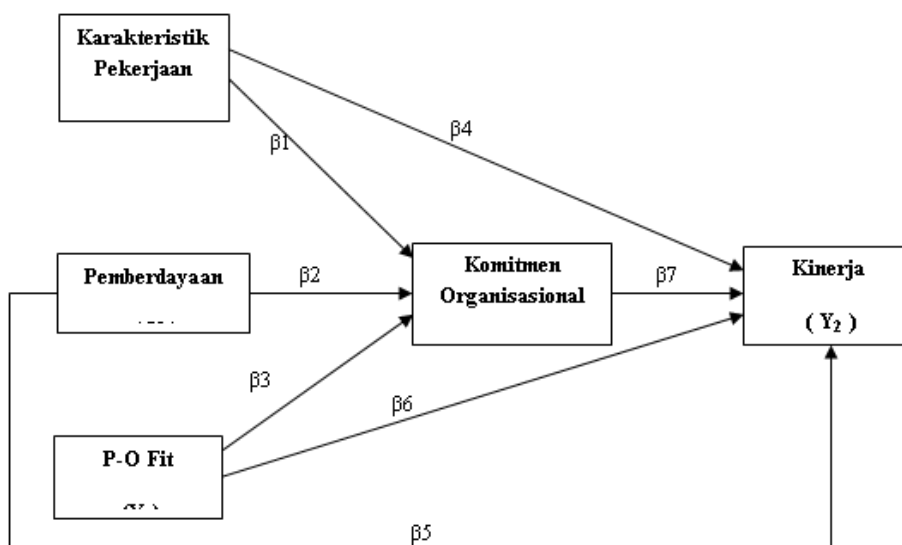 Karakteristik
Pekerjaan
β4
β1
Pemberdayaan
β2
Komitmen
Organisasional
β7
Kinerja
( Y₂ )
β3
β6
P-O Fit
β5